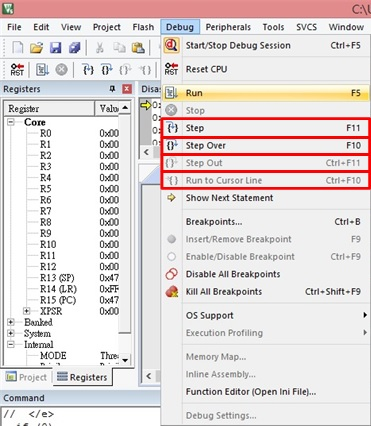 C:\U
File Edit View Project Flash Debug Peripherals Tools SVCS Window
Start/Stop Debug Session Ctrl+F5
RST
Reset CPU
Registers
Disas
Run F5
Register
Value
Stop
Core
R0 0x00
R1 0x00
R2 0x00
R3 0x00
R4 0x00
R5 0x00
R6 0x00
R7 0x00
R8 0x00
R9 0x00
R10 0x00
R11 0x00
R12 0x00
R13 (SP) 0x47
R14 (LR) 0xFF
R15 (PC) 0x47
XPSR 0x00
Banked
System
Internal
MODE Threa
Project Registers
Step F11
Step Over F10
Step Out Ctrl+F11
Run to Cursor Line Ctrl+F10
Show Next Statement
Breakpoints... Ctrl+B
Insert/Remove Breakpoint F9
Enable/Disable Breakpoint Ctrl+F9
Disable All Breakpoints
Kill All Breakpoints Ctrl+Shift+F9
OS Support
Execution Profiling
Memory Map...
Inline Assembly...
Function Editor (Open Ini File)...
Debug Settings...
Command
// </e>